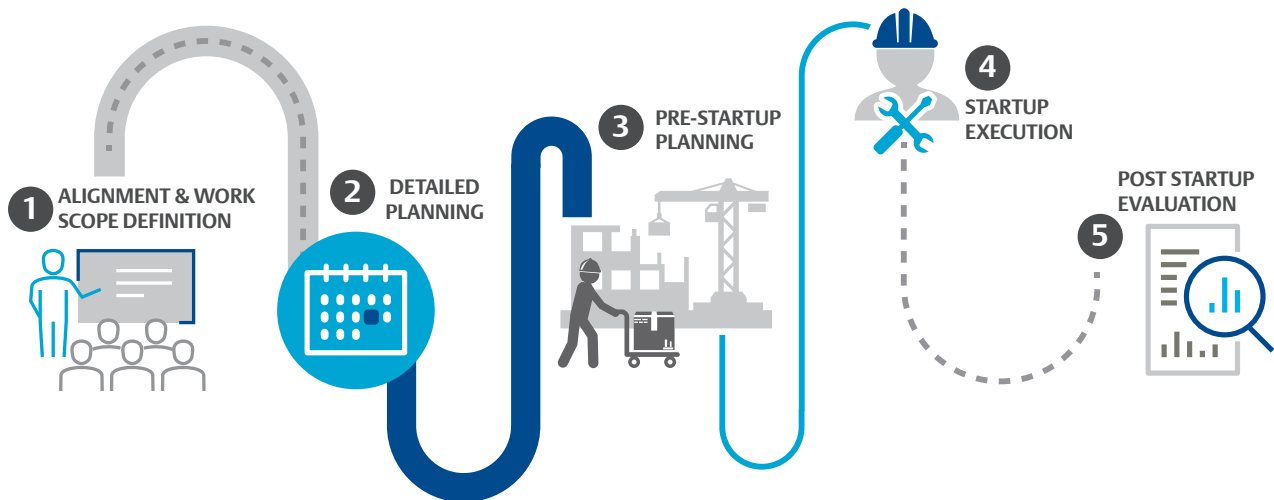 1
ALIGNMENT & WORK
SCOPE DEFINITION
2
DETAILED
PLANNING
3
PRE-STARTUP
PLANNING
4
STARTUP
EXECUTION
5
POST STARTUP
EVALUATION